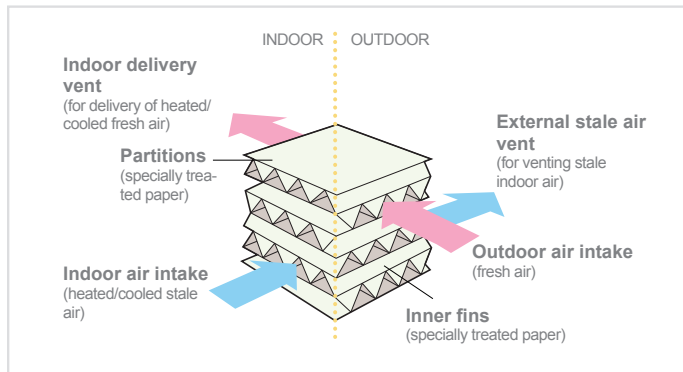 INDOOR OUTDOOR
Indoor delivery
vent
(for delivery of heated/
cooled fresh air)
Partitions
(specially trea-
ted paper)
External stale air
vent
(for venting stale
indoor air)
Indoor air intake
(heated/cooled stale
air)
Outdoor air intake
(fresh air)
Inner fins
(specially treated paper)